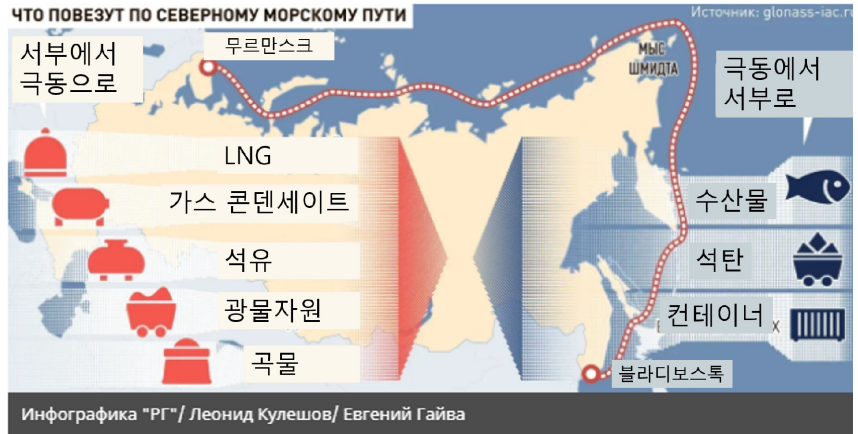 ЧТО ПОВЕЗУТ ПО СЕВЕРНОМУ МОРСКОМУ ПУТИ
Источник: glonass-iac.ru
서부에서
극동으로
무르만스크
МЫС
ШМИДТА
극동에서
서부로
LNG
가스 콘덴세이트
석유
광물자원
곡물
수산물
석탄
컨테이너
블라디보스톡
Инфографика "РГ"/ Леонид Кулешов/ Евгений Гайва